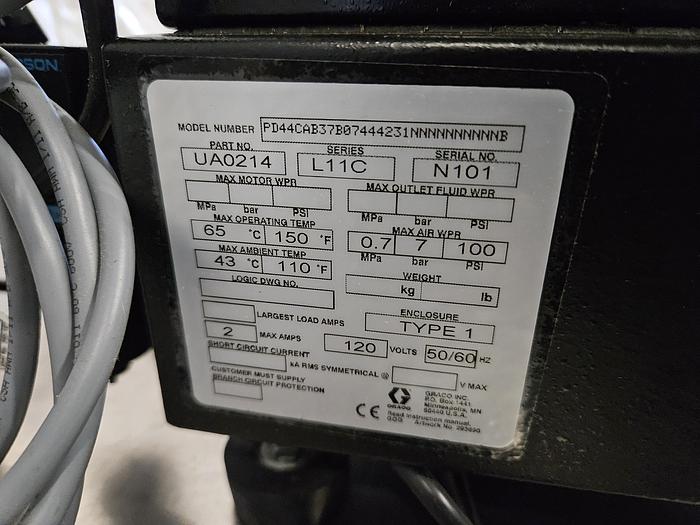 SON
MODEL NUMBER PD44CAB37B07444231NNNNNNNNNNNB
PART NO. SERIES SERIAL NO.
UA0214 L11C N101
MAX MOTOR WPR MAX OUTLET FLUID WPR
MPa bar PSI MPa bar PSI
MAX OPERATING TEMP MAX AIR WPR
65 °C 150 °F 0.7 7 100
MPa bar PSI
MAX AMBIENT TEMP WEIGHT
43 °C 110 °F kg lb
LOGIC DWG NO.
LARGEST LOAD AMPS ENCLOSURE
TYPE 1
2 MAX AMPS 120 VOLTS 50/60 HZ
SHORT CIRCUIT CURRENT
kA RMS SYMMETRICAL @ V MAX
CUSTOMER MUST SUPPLY
BRANCH CIRCUIT PROTECTION
GRACO
CE
GRACO INC.
P.O. Box 1441
Minneapolis, MN
55440 U.S.A.
Read instruction manual.
Artwork No.